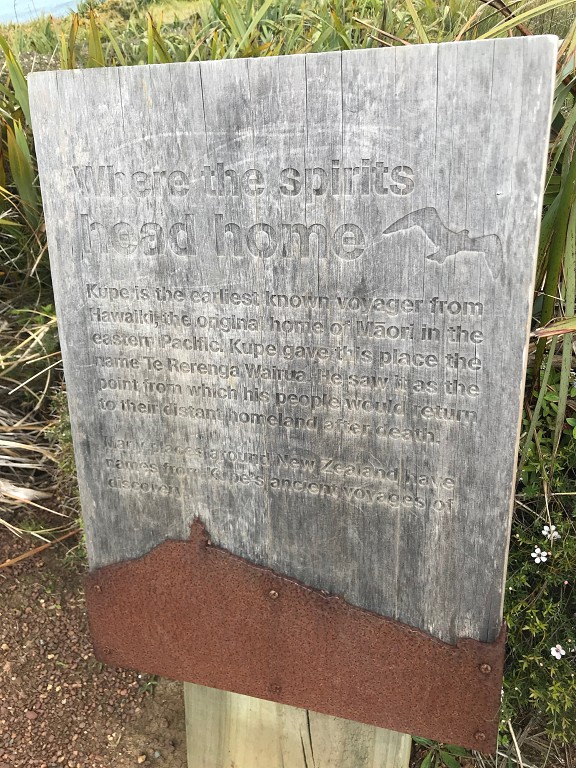 Where the spirits
head home
Kupe is the earliest known voyager from
Hawaiki, the original home of Māori in the
eastern Pacific. Kupe gave this place the
name Te Rerenga Wairua. He saw it as the
point from which his people would return
to their distant homeland after death.
Many places around New Zealand have
names from Kupe's ancient voyages of
discovery.